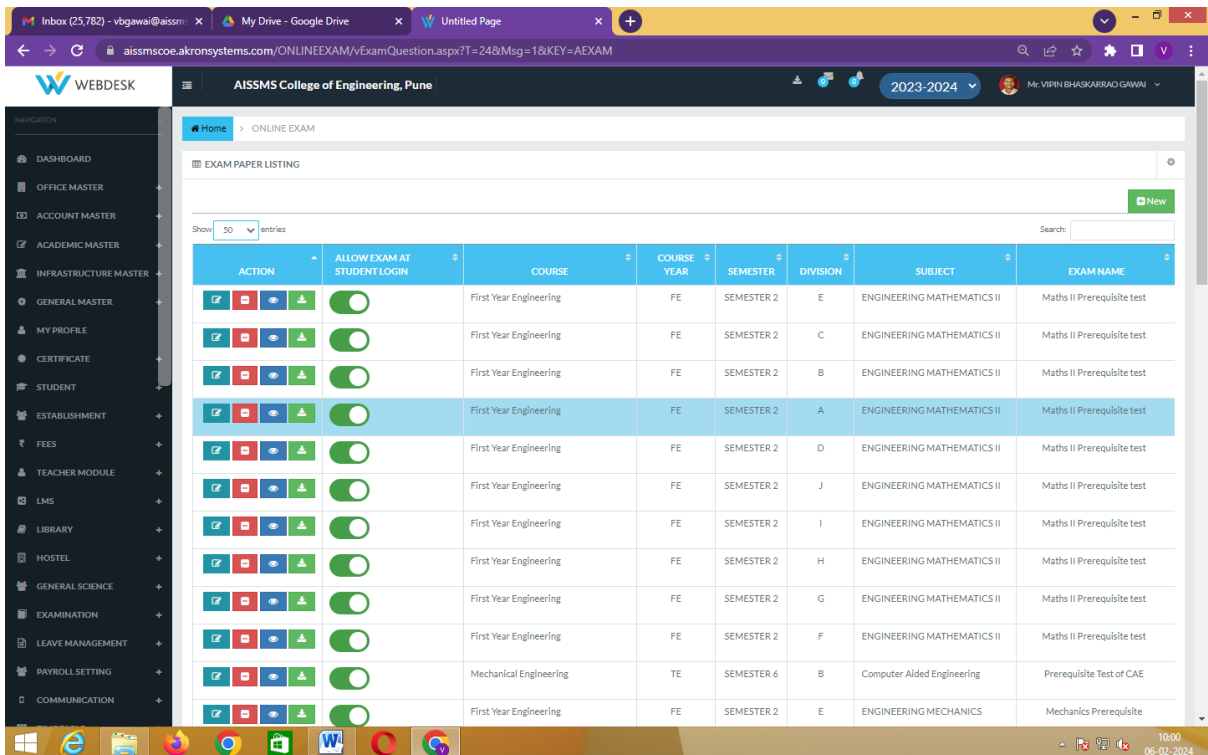 Inbox (25,782) - vbgawai@aissm
My Drive - Google Drive
Untitled Page
aissmscoe.akronsystems.com/ONLINEEXAM/vExamQuestion.aspx?T=24&Msg=1&KEY=AEXAM
V
WEBDESK
AISSMS College of Engineering, Pune
2023-2024
Mr. VIPIN BHASKARRAO GAWAI
NAVIGATION
DASHBOARD
OFFICE MASTER
ACCOUNT MASTER
ACADEMIC MASTER
INFRASTRUCTURE MASTER
GENERAL MASTER
MY PROFILE
CERTIFICATE
STUDENT
ESTABLISHMENT
FEES
TEACHER MODULE
LMS
LIBRARY
HOSTEL
GENERAL SCIENCE
EXAMINATION
LEAVE MANAGEMENT
PAYROLL SETTING
COMMUNICATION
Home > ONLINE EXAM
EXAM PAPER LISTING
New
Show 50 entries
Search:
ACTION ALLOW EXAM AT STUDENT LOGIN COURSE COURSE YEAR SEMESTER DIVISION SUBJECT EXAM NAME
First Year Engineering FE SEMESTER 2 E ENGINEERING MATHEMATICS II Maths II Prerequisite test
First Year Engineering FE SEMESTER 2 C ENGINEERING MATHEMATICS II Maths II Prerequisite test
First Year Engineering FE SEMESTER 2 B ENGINEERING MATHEMATICS II Maths II Prerequisite test
First Year Engineering FE SEMESTER 2 A ENGINEERING MATHEMATICS II Maths II Prerequisite test
First Year Engineering FE SEMESTER 2 D ENGINEERING MATHEMATICS II Maths II Prerequisite test
First Year Engineering FE SEMESTER 2 J ENGINEERING MATHEMATICS II Maths II Prerequisite test
First Year Engineering FE SEMESTER 2 I ENGINEERING MATHEMATICS II Maths II Prerequisite test
First Year Engineering FE SEMESTER 2 H ENGINEERING MATHEMATICS II Maths II Prerequisite test
First Year Engineering FE SEMESTER 2 G ENGINEERING MATHEMATICS II Maths II Prerequisite test
First Year Engineering FE SEMESTER 2 F ENGINEERING MATHEMATICS II Maths II Prerequisite test
Mechanical Engineering TE SEMESTER 6 B Computer Aided Engineering Prerequisite Test of CAE
First Year Engineering FE SEMESTER 2 E ENGINEERING MECHANICS Mechanics Prerequisite
10:00
06-02-2024